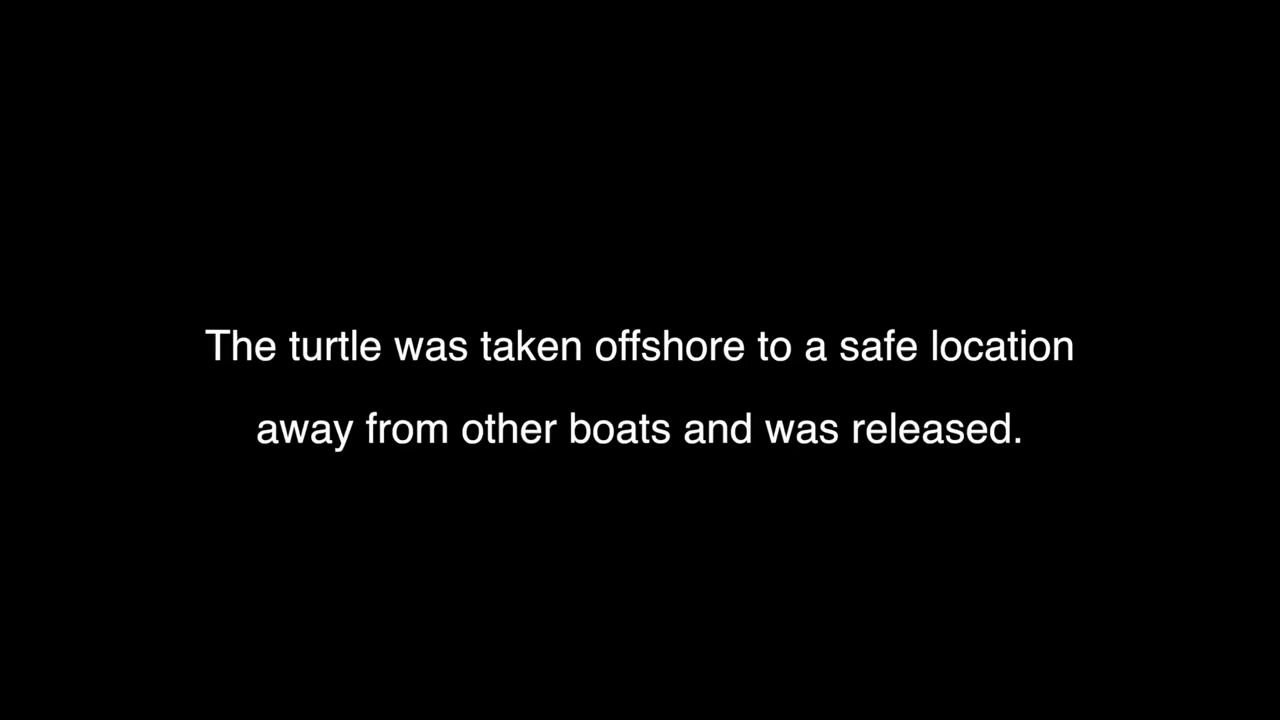 The turtle was taken offshore to a safe location
away from other boats and was released.